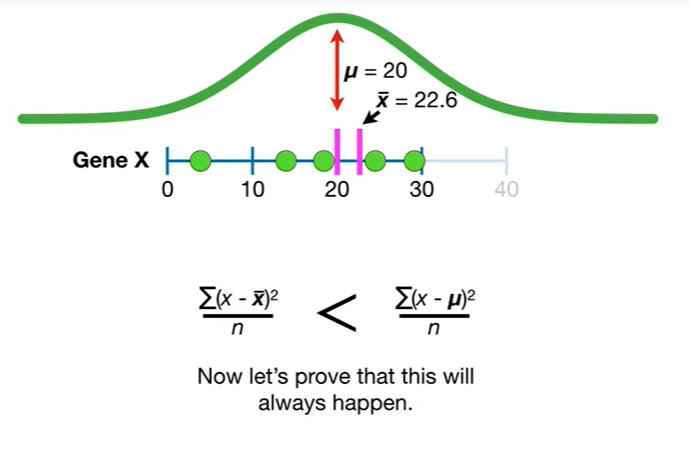 μ = 20
x̄ = 22.6
Gene X
0 10 20 30 40
∑(x - x̄)² / n < ∑(x - μ)² / n
Now let's prove that this will
always happen.